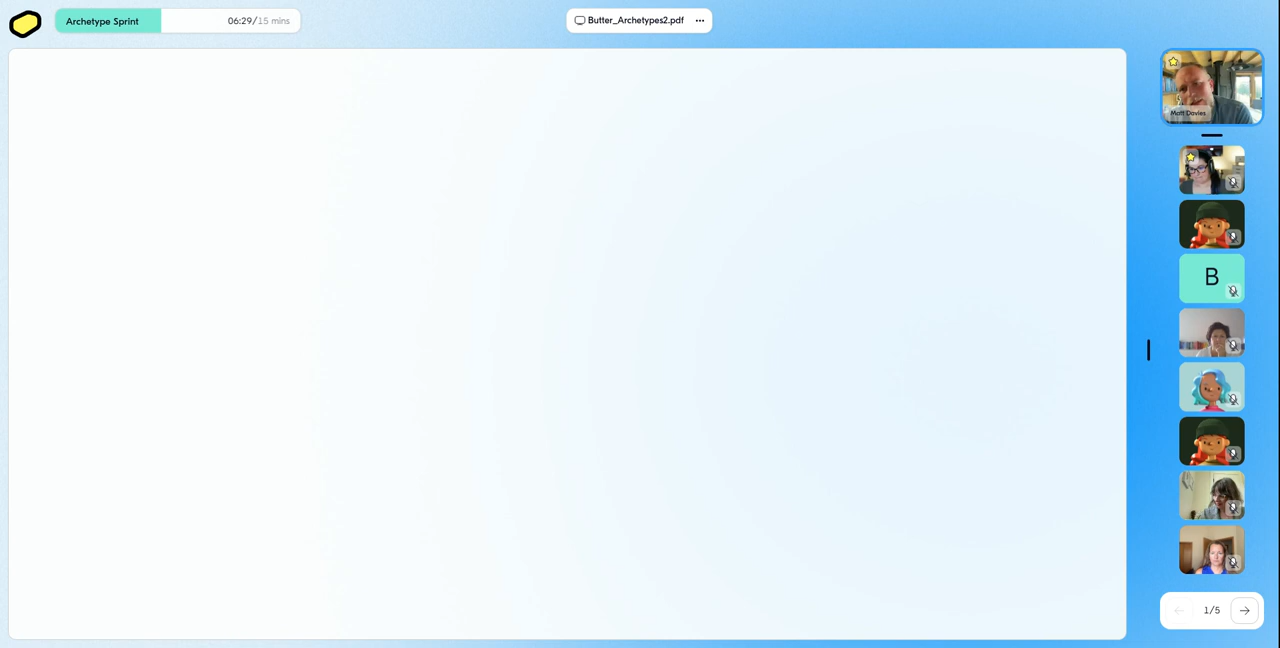 Archetype Sprint
06:29/15 mins
Butter_Archetypes2.pdf
Matt Davies
B
1/5